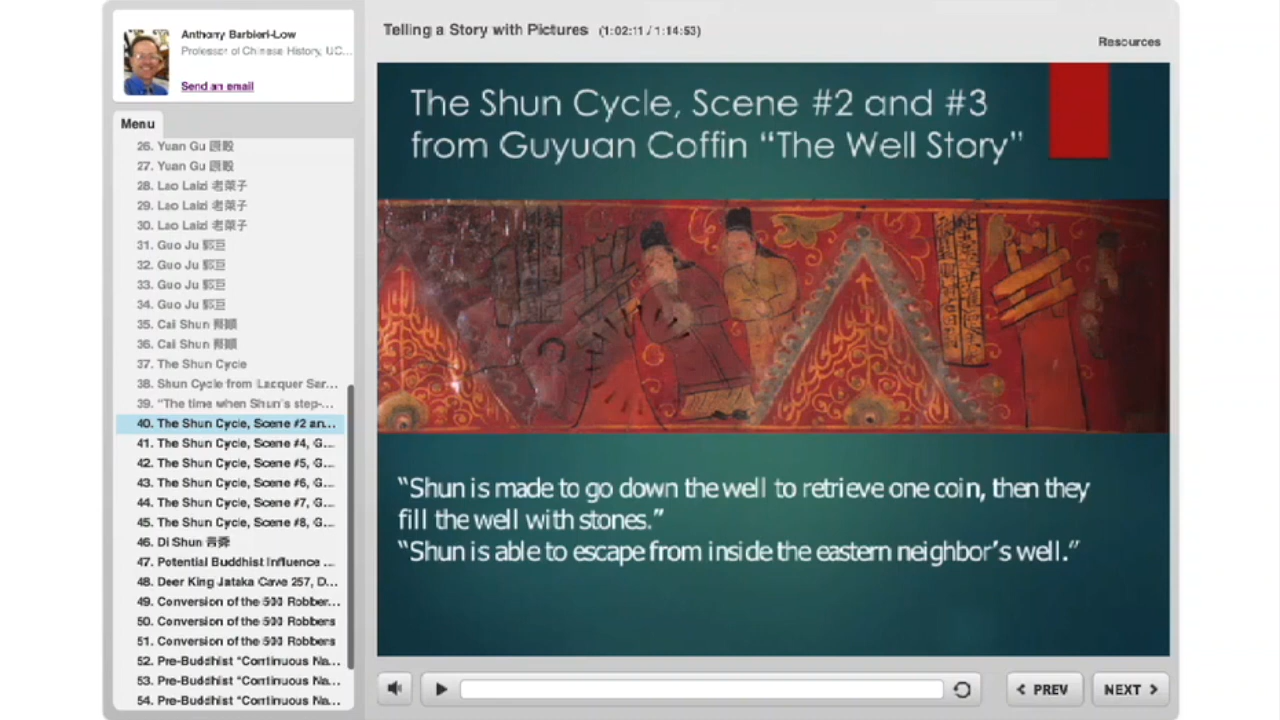 Anthony Barbieri-Low
Professor of Chinese History, UC...
Send an email
Telling a Story with Pictures (1:02:11 / 1:14:53)
Resources
Menu
26. Yuan Gu
27. Yuan Gu
28. Lao Laizi 老萊子
29. Lao Laizi 老萊子
30. Lao Laizi 老萊子
31. Guo Ju 郭巨
32. Guo Ju 郭巨
33. Guo Ju 郭巨
34. Guo Ju 郭巨
35. Cai Shun
36. Cai Shun
37. The Shun Cycle
38. Shun Cycle from Lacquer Sar...
39. “The time when Shun's step-...
40. The Shun Cycle, Scene #2 an...
41. The Shun Cycle, Scene #4, G...
42. The Shun Cycle, Scene #5, G...
43. The Shun Cycle, Scene #6, G...
44. The Shun Cycle, Scene #7, G...
45. The Shun Cycle, Scene #8, G...
46. Di Shun
47. Potential Buddhist Influence ...
48. Deer King Jataka Cave 257, D...
49. Conversion of the 500 Robber...
50. Conversion of the 500 Robbers
51. Conversion of the 500 Robbers
52. Pre-Buddhist "Continuous Na...
53. Pre-Buddhist "Continuous Na...
54. Pre-Buddhist "Continuous Na...
The Shun Cycle, Scene #2 and #3
from Guyuan Coffin “The Well Story”
“Shun is made to go down the well to retrieve one coin, then they
fill the well with stones.”
“Shun is able to escape from inside the eastern neighbor’s well.”
PREV
NEXT